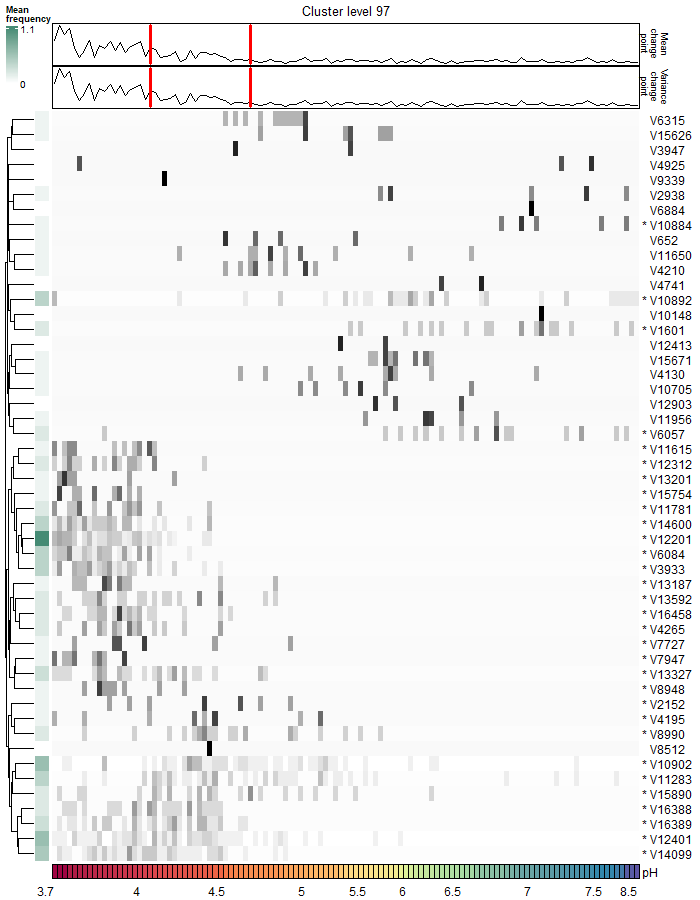 Cluster level 97
Mean
frequency
1.1
0
Mean
change
point
Variance
change
point
V6315
V15626
V3947
V4925
V9339
V2938
V6884
* V10884
V652
V11650
V4210
V4741
* V10892
V10148
* V1601
V12413
V15671
V4130
V10705
V12903
V11956
* V6057
* V11615
* V12312
* V13201
* V15754
* V11781
* V14600
* V12201
* V6084
* V3933
* V13187
* V13592
* V16458
* V4265
* V7727
* V7947
* V13327
* V8948
* V2152
* V4195
* V8990
V8512
* V10902
* V11283
* V15890
* V16388
* V16389
* V12401
* V14099
pH
3.7 4 4.5 5 5.5 6 6.5 7 7.5 8.5